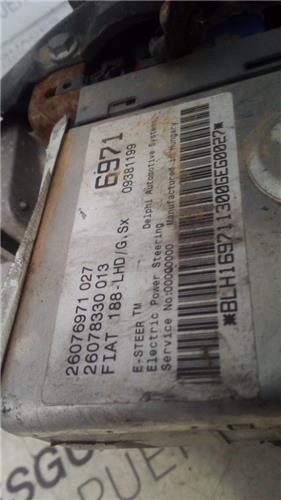 6971
09381199
26076971 027
26078330 013
FIAT 188-LHD/G.Sx
E-STEER TM
Delphi Automotive Systems
Electric Power Steering
Manufactured in Hungary
Service No:00000000
*BLH1697113006E60027*